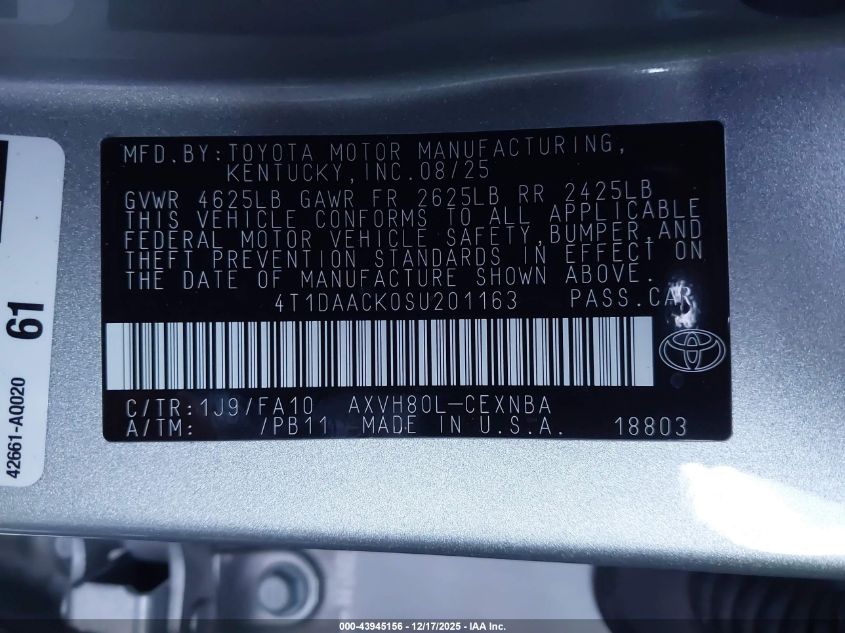 MFD.BY:TOYOTA MOTOR MANUFACTURING,
KENTUCKY,INC.08/25
GVWR 4625LB GAWR FR 2625LB RR 2425LB
THIS VEHICLE CONFORMS TO ALL APPLICABLE
FEDERAL MOTOR VEHICLE SAFETY,BUMPER,AND
THEFT PREVENTION STANDARDS IN EFFECT ON
THE DATE OF MANUFACTURE SHOWN ABOVE.
4T1DAACK0SU201163 PASS.CAR
C/TR:1J9/FA10 AXVH80L-CEXNBA
A/TM: /PB11 MADE IN U.S.A. 18803
61
42661-A0020
000-43945156 - 12/17/2025 - IAA Inc.